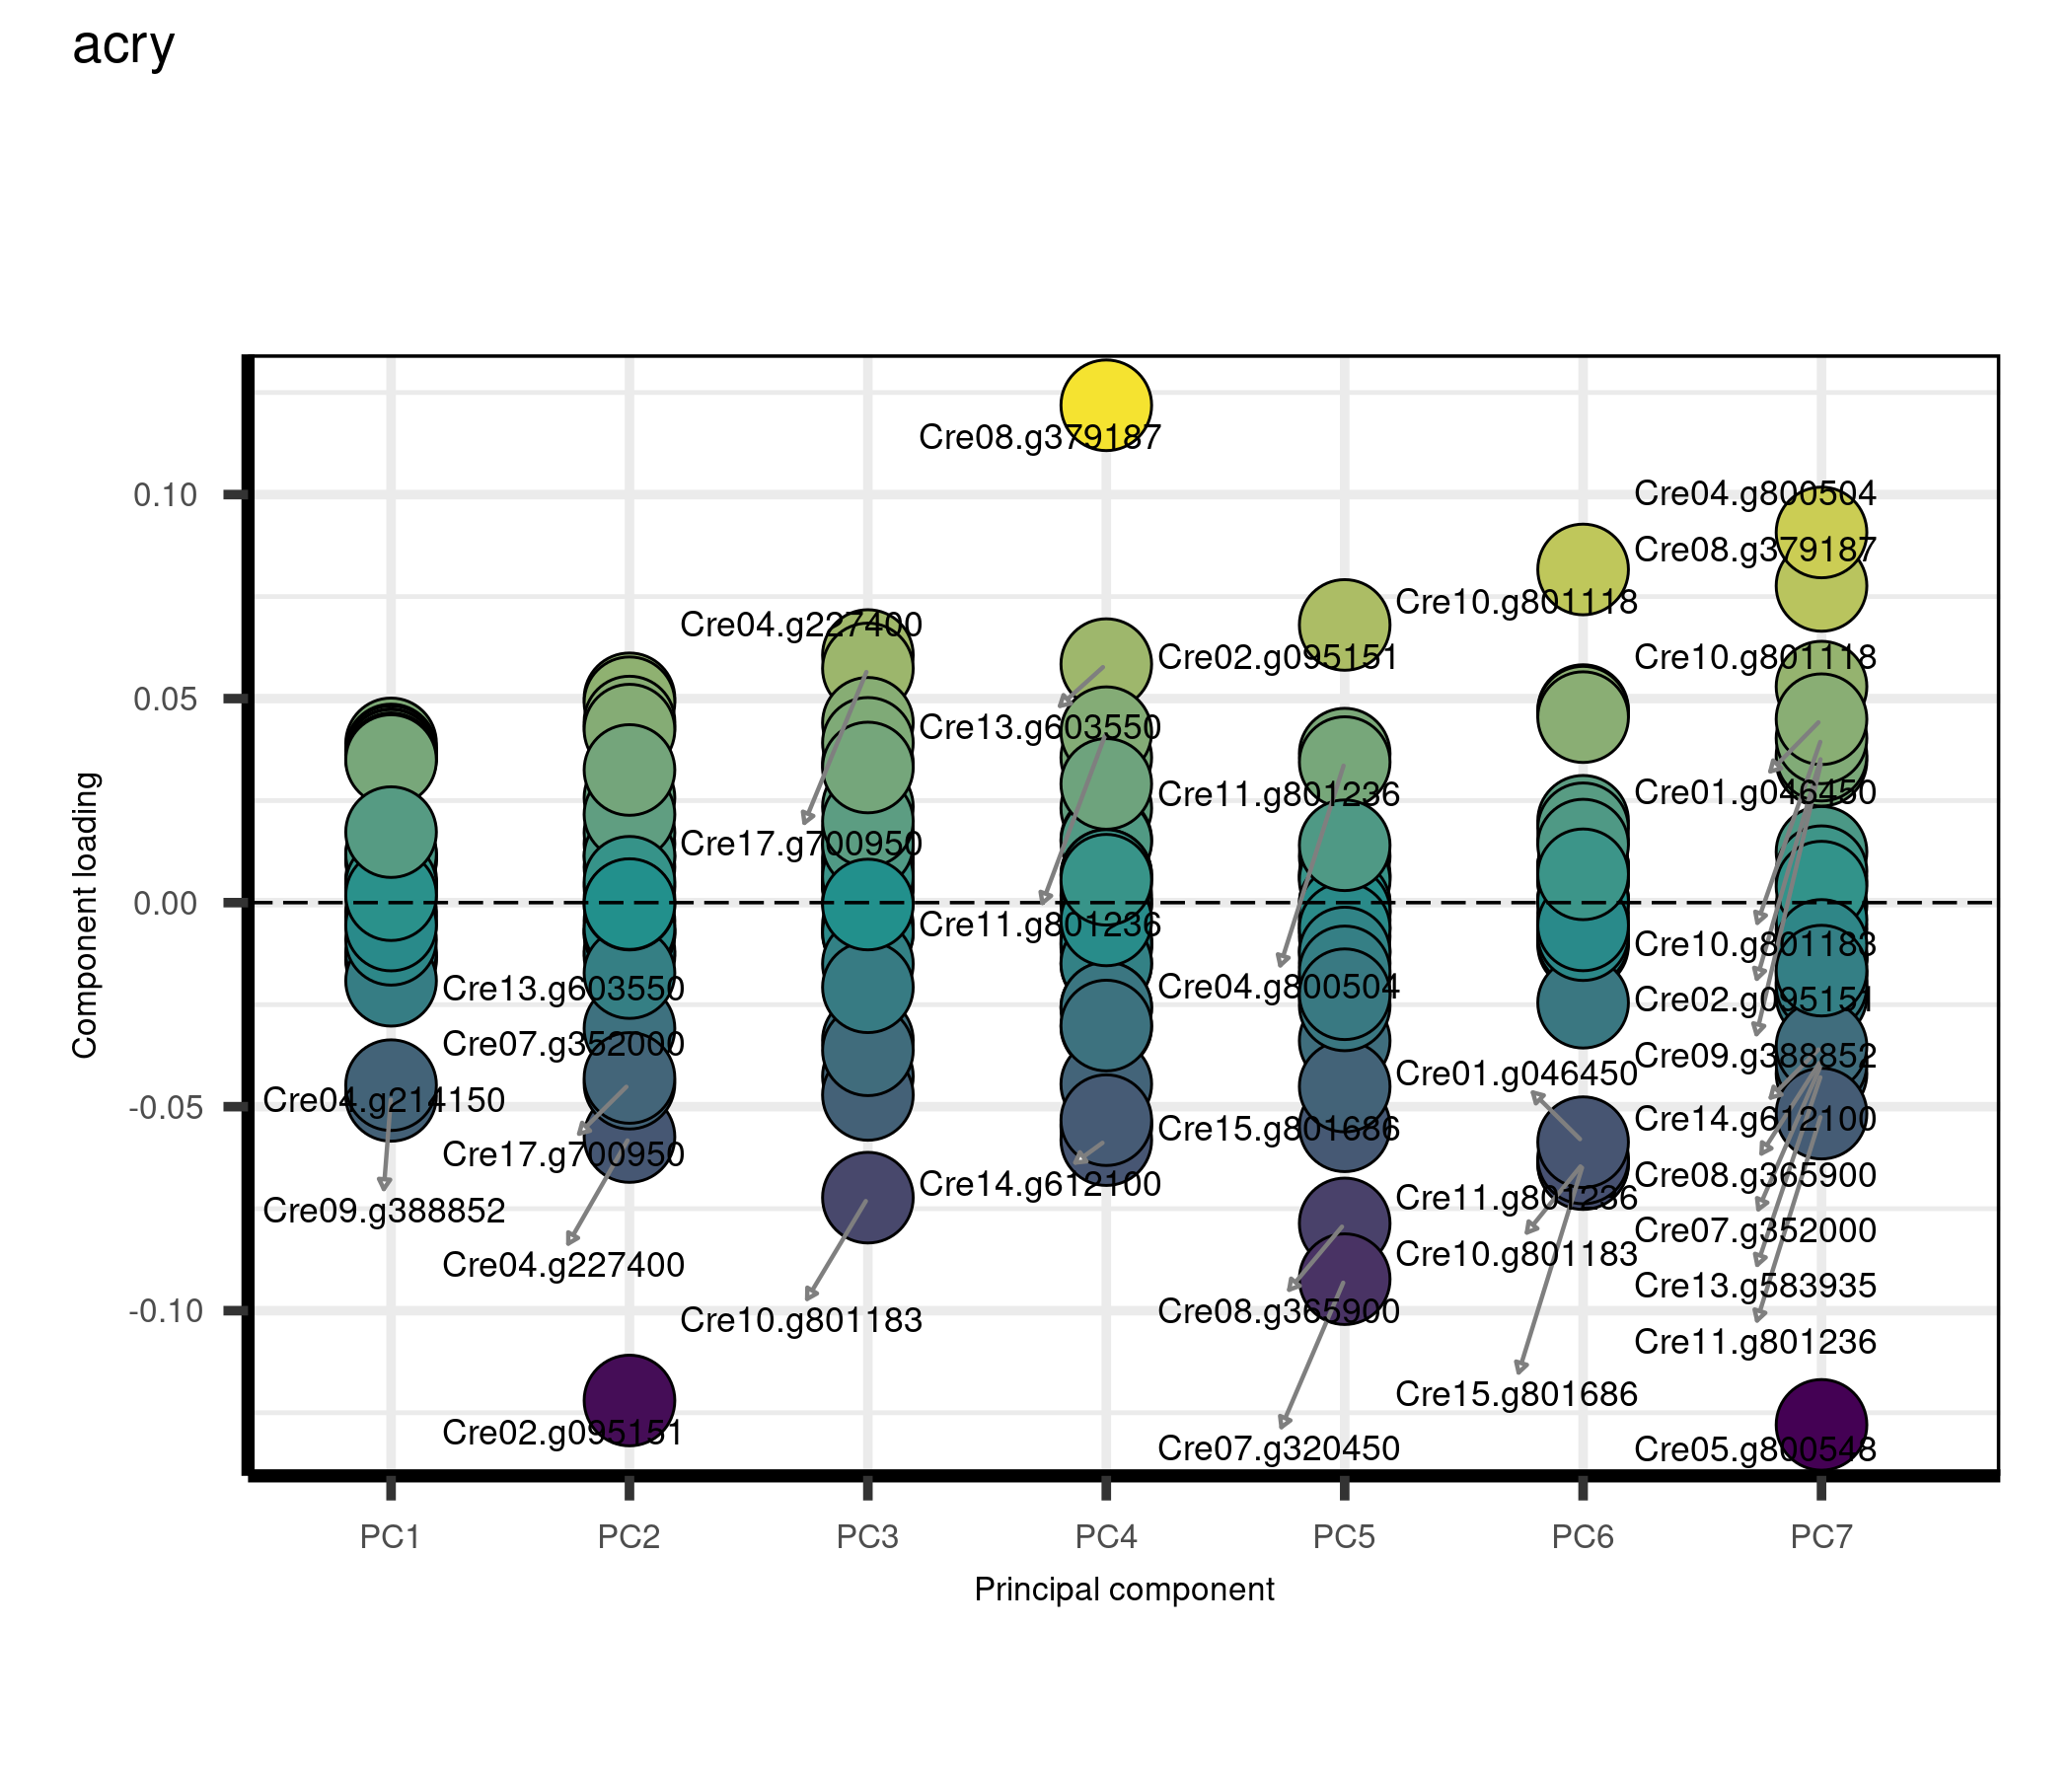 acry
Cre08.g379187
0.10
Cre04.g800504
Cre08.g379187
Cre10.g801118
Cre04.g227400
Cre02.g095151
Cre10.g801118
0.05
Cre13.g603550
Cre11.g801236
Cre01.g046450
Cre17.g700950
0.00
Cre11.g801236
Cre10.g801183
Cre13.g603550
Cre04.g800504
Cre02.g095151
Cre07.g352000
Cre09.g388852
Cre01.g046450
Cre04.g214150
-0.05
Cre14.g612100
Cre15.g801686
Cre17.g700950
Cre08.g365900
Cre14.g612100
Cre11.g801236
Cre09.g388852
Cre07.g352000
Cre10.g801183
Cre04.g227400
Cre13.g583935
-0.10
Cre08.g365900
Cre10.g801183
Cre11.g801236
Cre15.g801686
Cre02.g095151
Cre07.g320450
Cre05.g800548
Component loading
PC1 PC2 PC3 PC4 PC5 PC6 PC7
Principal component